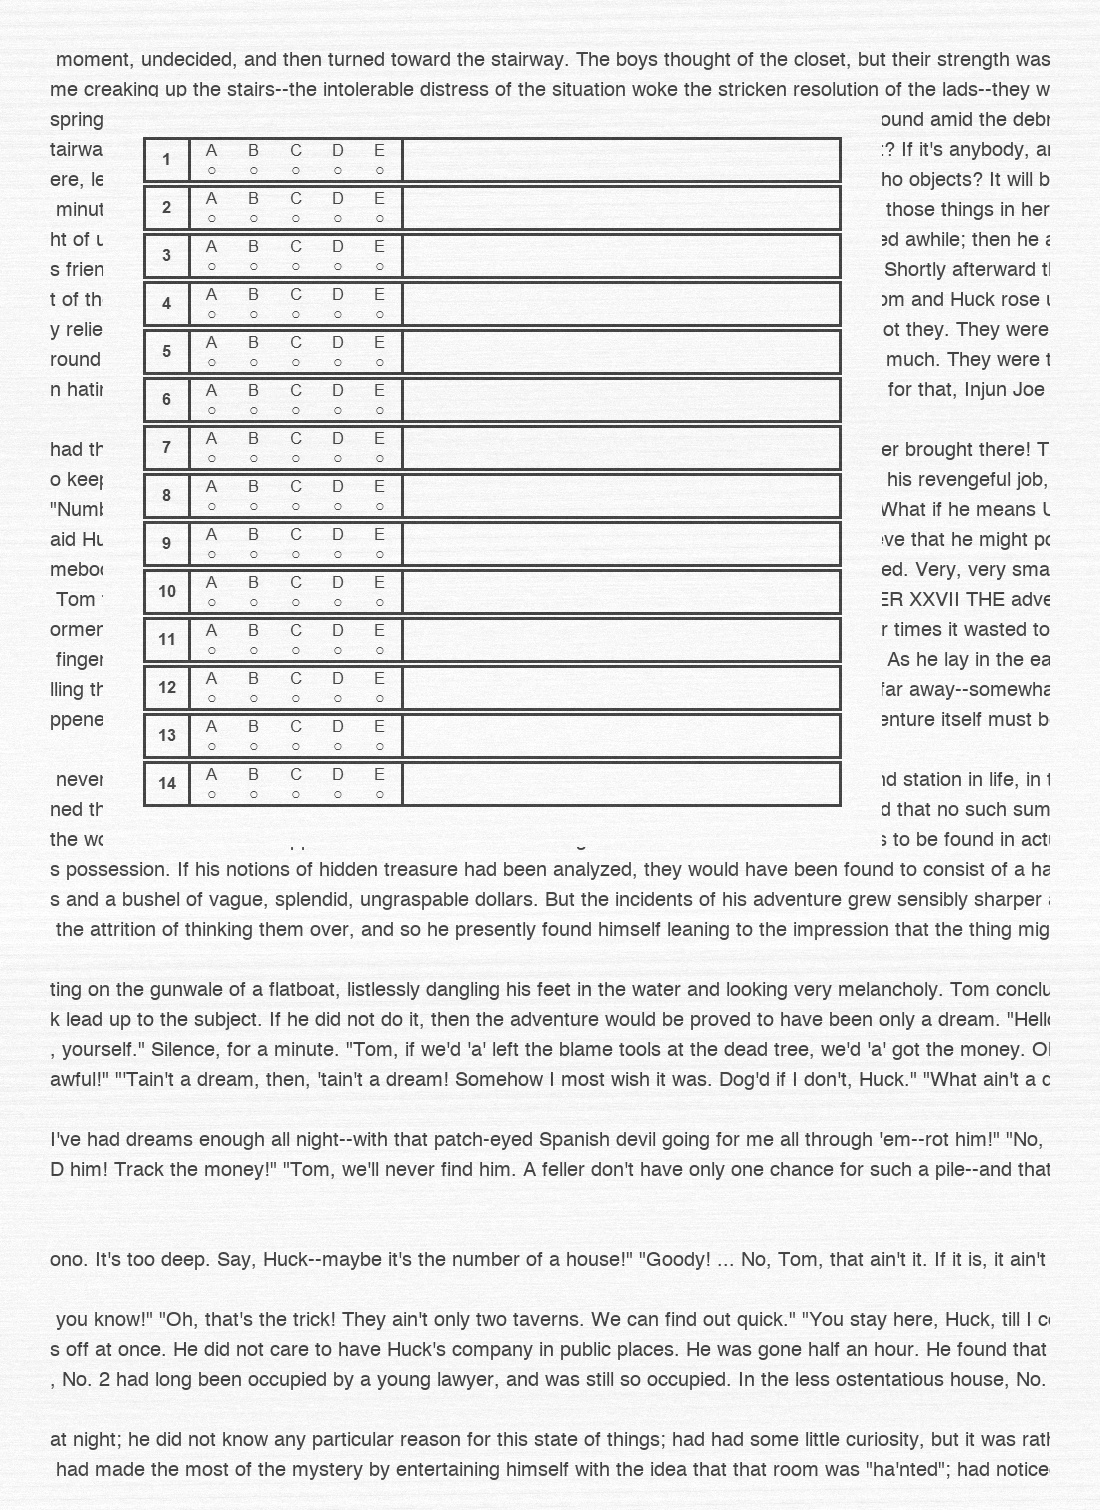 moment, undecided, and then turned toward the stairway. The boys thought of the closet, but their strength was
me creaking up the stairs--the intolerable distress of the situation woke the stricken resolution of the lads--they w
spring
tairwa
ere, le
minut
ht of u
s frien
t of th
y relie
round
n hatin
had th
o keep
"Numb
aid Hu
meboo
Tom
ormen
finger
lling th
ppene
never
ned th
the wo
1 A B C D E
2 A B C D E
3 A B C D E
4 A B C D E
5 A B C D E
6 A B C D E
7 A B C D E
8 A B C D E
9 A B C D E
10 A B C D E
11 A B C D E
12 A B C D E
13 A B C D E
14 A B C D E
ound amid the debr
? If it's anybody, an
ho objects? It will b
those things in her
ed awhile; then he a
Shortly afterward th
om and Huck rose u
ot they. They were
much. They were t
for that, Injun Joe
er brought there! T
his revengeful job,
What if he means U
eve that he might po
ed. Very, very sma
ER XXVII THE adve
r times it wasted to
As he lay in the ea
far away--somewha
enture itself must b
nd station in life, in t
d that no such sum
s to be found in actu
s possession. If his notions of hidden treasure had been analyzed, they would have been found to consist of a ha
s and a bushel of vague, splendid, ungraspable dollars. But the incidents of his adventure grew sensibly sharper
the attrition of thinking them over, and so he presently found himself leaning to the impression that the thing mig
ting on the gunwale of a flatboat, listlessly dangling his feet in the water and looking very melancholy. Tom conclu
k lead up to the subject. If he did not do it, then the adventure would be proved to have been only a dream. "Hello
, yourself." Silence, for a minute. "Tom, if we'd 'a' left the blame tools at the dead tree, we'd 'a' got the money. O
awful!" "'Tain't a dream, then, 'tain't a dream! Somehow I most wish it was. Dog'd if I don't, Huck." "What ain't a d
I've had dreams enough all night--with that patch-eyed Spanish devil going for me all through 'em--rot him!" "No,
D him! Track the money!" "Tom, we'll never find him. A feller don't have only one chance for such a pile--and that
ono. It's too deep. Say, Huck--maybe it's the number of a house!" "Goody! ... No, Tom, that ain't it. If it is, it ain't
you know!" "Oh, that's the trick! They ain't only two taverns. We can find out quick." "You stay here, Huck, till I co
s off at once. He did not care to have Huck's company in public places. He was gone half an hour. He found that
, No. 2 had long been occupied by a young lawyer, and was still so occupied. In the less ostentatious house, No.
at night; he did not know any particular reason for this state of things; had had some little curiosity, but it was rath
had made the most of the mystery by entertaining himself with the idea that that room was "ha'nted"; had notice